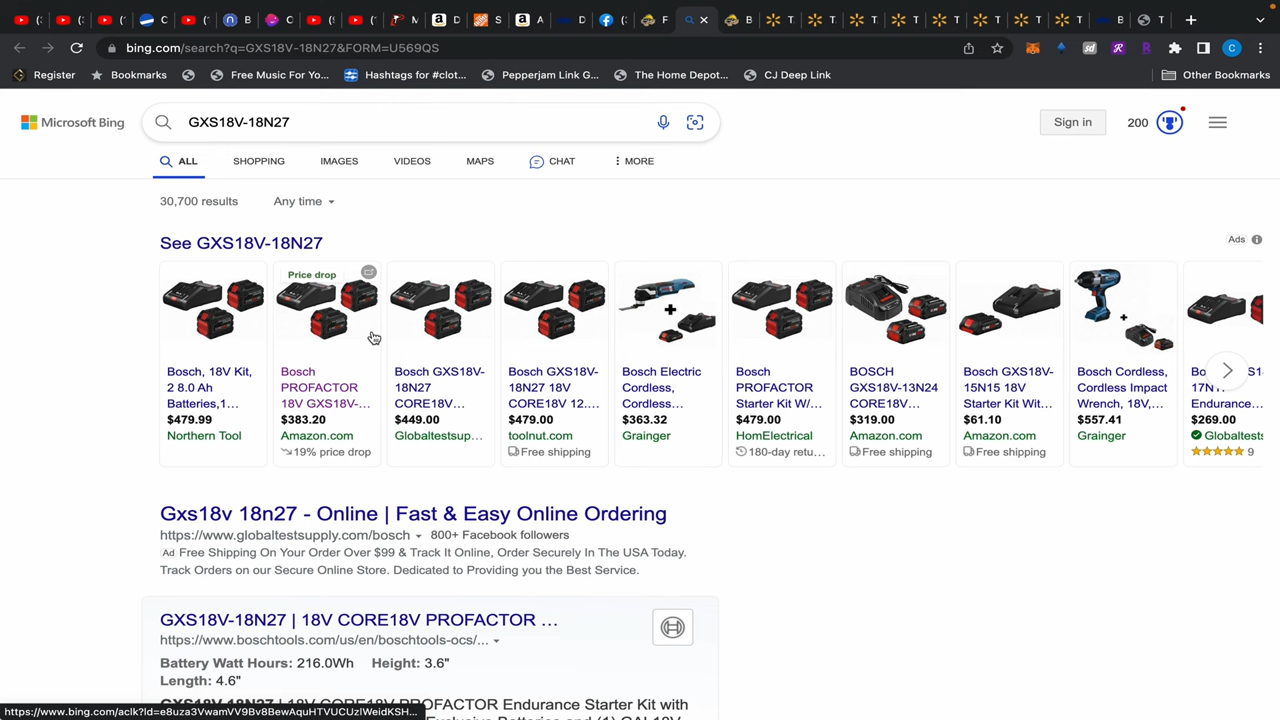 bing.com/search?q=GXS18V-18N27&FORM=U569QS
Register
Bookmarks
Free Music For Yo...
Hashtags for #clot...
Pepperjam Link G...
The Home Depot...
CJ Deep Link
Other Bookmarks
Microsoft Bing
GXS18V-18N27
Sign in
200
ALL
SHOPPING
IMAGES
VIDEOS
MAPS
CHAT
MORE
30,700 results
Any time
See GXS18V-18N27
Ads
Bosch, 18V Kit,
2 8.0 Ah
Batteries,1...
$479.99
Northern Tool
Price drop
Bosch
PROFACTOR
18V GXS18V-...
$383.20
Amazon.com
19% price drop
Bosch GXS18V-
18N27
CORE18V...
$449.00
Globaltestsup...
Bosch GXS18V-
18N27 18V
CORE18V 12....
$479.00
toolnut.com
Free shipping
Bosch Electric
Cordless,
Cordless...
$363.32
Grainger
Bosch
PROFACTOR
Starter Kit W/...
$479.00
HomElectrical
180-day retu...
BOSCH
GXS18V-13N24
CORE18V...
$319.00
Amazon.com
Free shipping
Bosch GXS18V-
15N15 18V
Starter Kit Wit...
$61.10
Amazon.com
Free shipping
Bosch Cordless,
Cordless Impact
Wrench, 18V,...
$557.41
Grainger
Endurance...
$269.00
Globaltests
9
Gxs18v 18n27 - Online | Fast & Easy Online Ordering
https://www.globaltestsupply.com/bosch
800+ Facebook followers
Ad Free Shipping On Your Order Over $99 & Track It Online, Order Securely In The USA Today.
Track Orders on our Secure Online Store. Dedicated to Providing you the Best Service.
GXS18V-18N27 | 18V CORE18V PROFACTOR ...
https://www.boschtools.com/us/en/boschtools-ocs/...
Battery Watt Hours: 216.0Wh Height: 3.6"
Length: 4.6"
GXS18V-18N27 | 18V CORE18V PROFACTOR Endurance Starter Kit with
https://www.bing.com/aclk?ld=e8uza3VwamVV9Bv8BewAquHTVUCUzlWeidKSH...